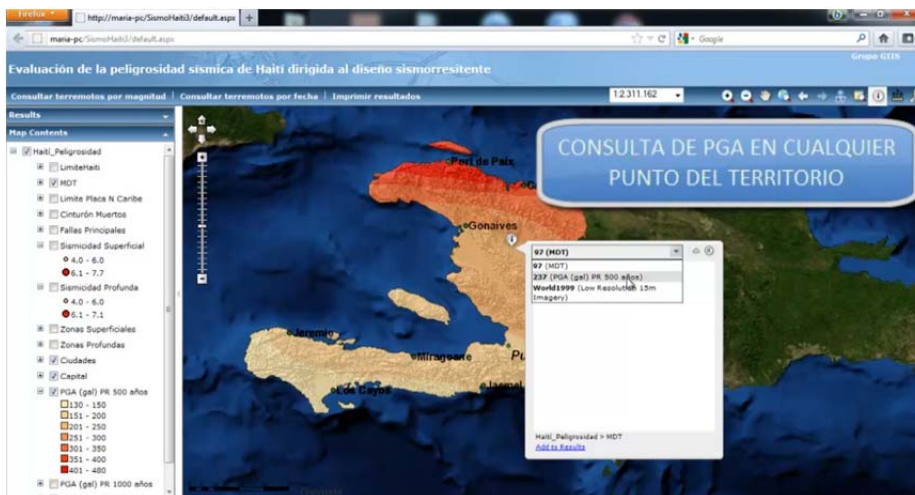 Firefox
http://maria-pc/SismoHaiti3/default.aspx
maria-pc/SismoHaiti3/default.aspx
Google
Evaluación de la peligrosidad sísmica de Haití dirigida al diseño sismorresitente
Grupo GIIS
Consultar terremotos por magnitud | Consultar terremotos por fecha | Imprimir resultados
1:2.311.162
Results
Map Contents
Haití_Peligrosidad
LimiteHaiti
MDT
Limite Placa N Caribe
Cinturón Muertos
Fallas Principales
Sismicidad Superficial
4.0 - 6.0
6.1 - 7.7
Sismicidad Profunda
4.0 - 6.0
6.1 - 7.1
Zonas Superficiales
Zonas Profundas
Ciudades
Capital
PGA (gal) PR 500 años
130 - 150
151 - 200
201 - 250
251 - 300
301 - 350
351 - 400
401 - 480
PGA (gal) PR 1000 años
Port de Paix
Gonaives
Jeremie
Miragoane
Les Cayes
Jacmel
CONSULTA DE PGA EN CUALQUIER
PUNTO DEL TERRITORIO
97 (MDT)
97 (MDT)
237 (PGA (gal) PR 500 años)
World1999 (Low Resolution 15m
Imagery)
Haití_Peligrosidad > MDT
Add to Results